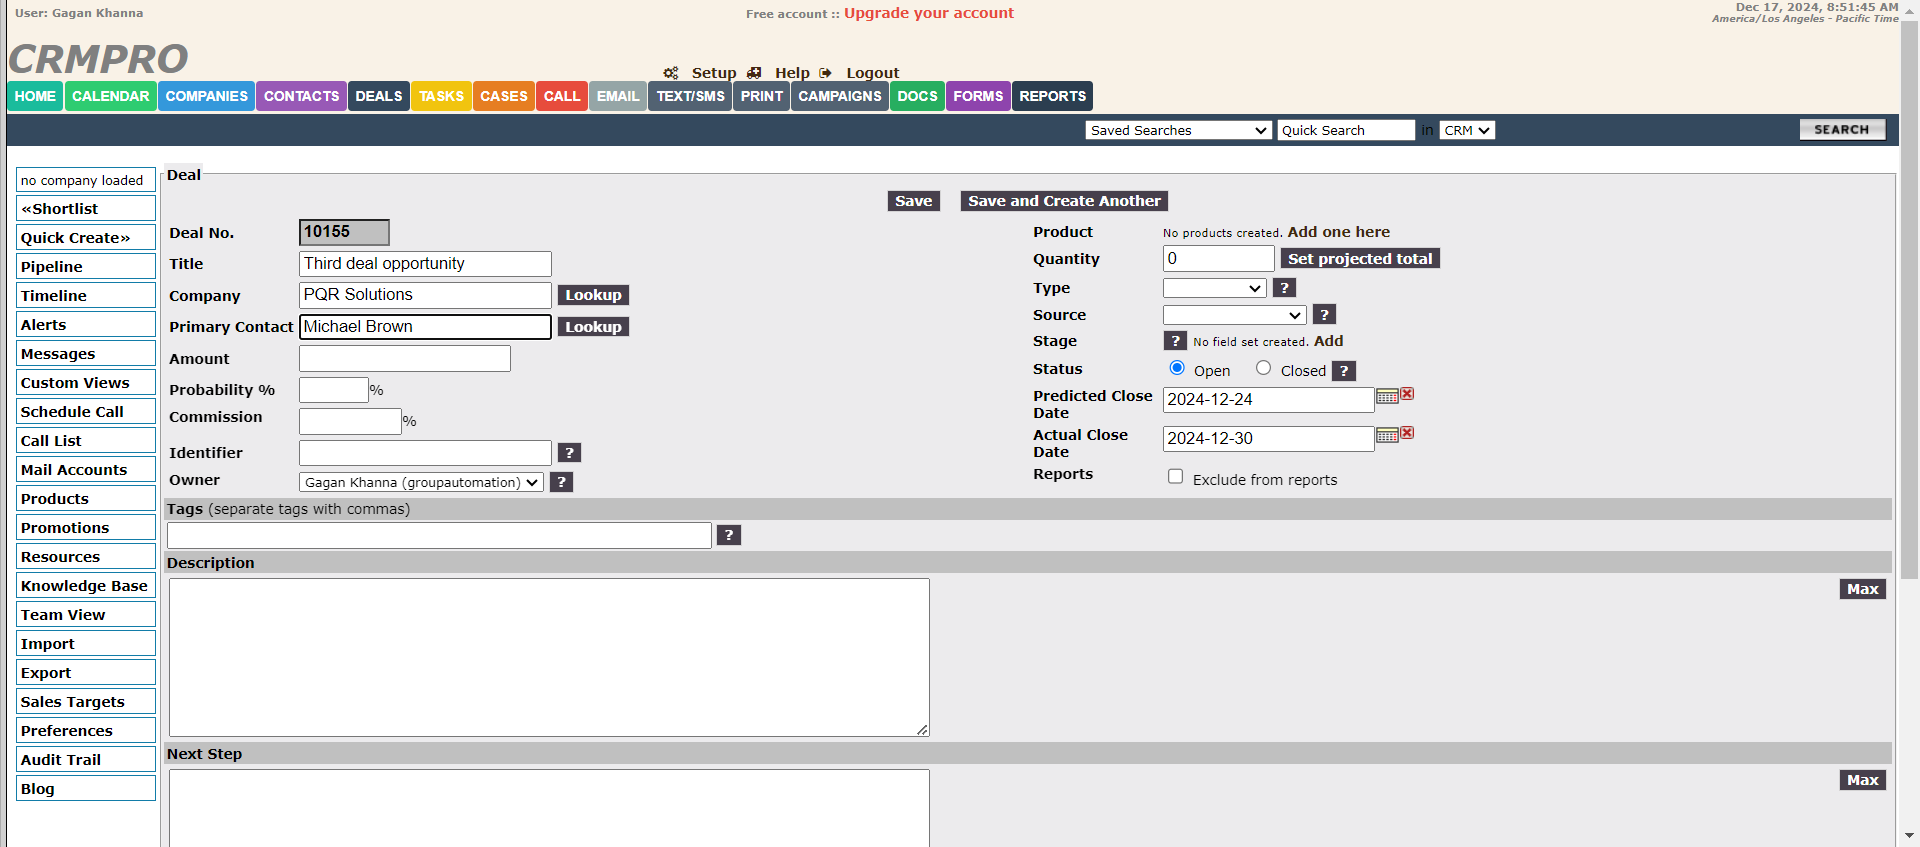 User: Gagan Khanna
Free account :: Upgrade your account
Dec 17, 2024, 8:51:45 AM
America/Los Angeles - Pacific Time
CRMPRO
Setup Help Logout
HOME CALENDAR COMPANIES CONTACTS DEALS TASKS CASES CALL EMAIL TEXT/SMS PRINT CAMPAIGNS DOCS FORMS REPORTS
Saved Searches Quick Search in CRM SEARCH
no company loaded
«Shortlist
Quick Create»
Pipeline
Timeline
Alerts
Messages
Custom Views
Schedule Call
Call List
Mail Accounts
Products
Promotions
Resources
Knowledge Base
Team View
Import
Export
Sales Targets
Preferences
Audit Trail
Blog
Deal
Save Save and Create Another
Deal No. 10155
Title Third deal opportunity
Company PQR Solutions Lookup
Primary Contact Michael Brown Lookup
Amount
Probability % %
Commission %
Identifier ?
Owner Gagan Khanna (groupautomation) ?
Product No products created. Add one here
Quantity 0 Set projected total
Type ?
Source ?
Stage ? No field set created. Add
Status Open Closed ?
Predicted Close Date 2024-12-24
Actual Close Date 2024-12-30
Reports Exclude from reports
Tags (separate tags with commas)
?
Description
Max
Next Step
Max